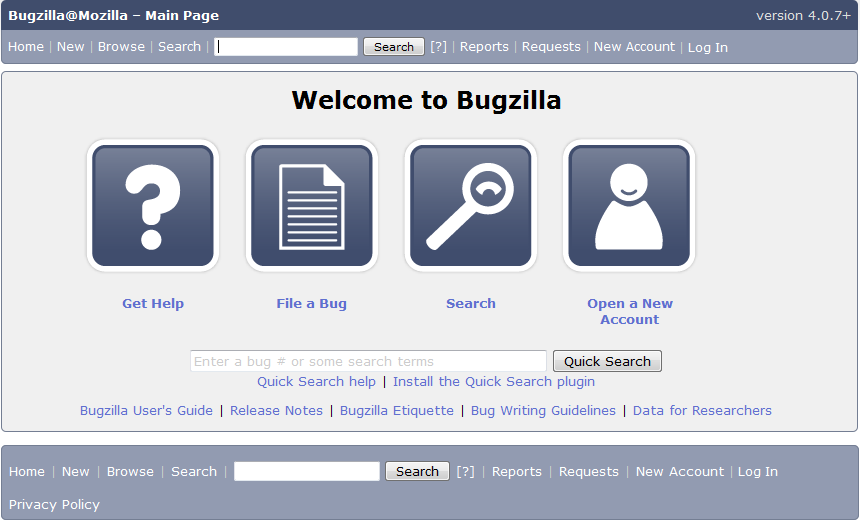 Bugzilla@Mozilla – Main Page version 4.0.7+
Home | New | Browse | Search | Search [?] | Reports | Requests | New Account | Log In
Welcome to Bugzilla
Get Help File a Bug Search Open a New
Account
Enter a bug # or some search terms Quick Search
Quick Search help | Install the Quick Search plugin
Bugzilla User's Guide | Release Notes | Bugzilla Etiquette | Bug Writing Guidelines | Data for Researchers
Home | New | Browse | Search | Search [?] | Reports | Requests | New Account | Log In
Privacy Policy